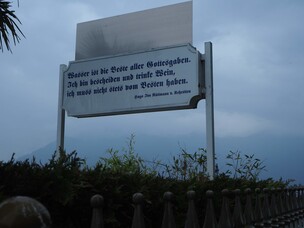 Wasser ist die Beste aller Gottesgaben.
Ich bin bescheiden und trinke Wein,
ich muss nicht stets vom Besten haben.